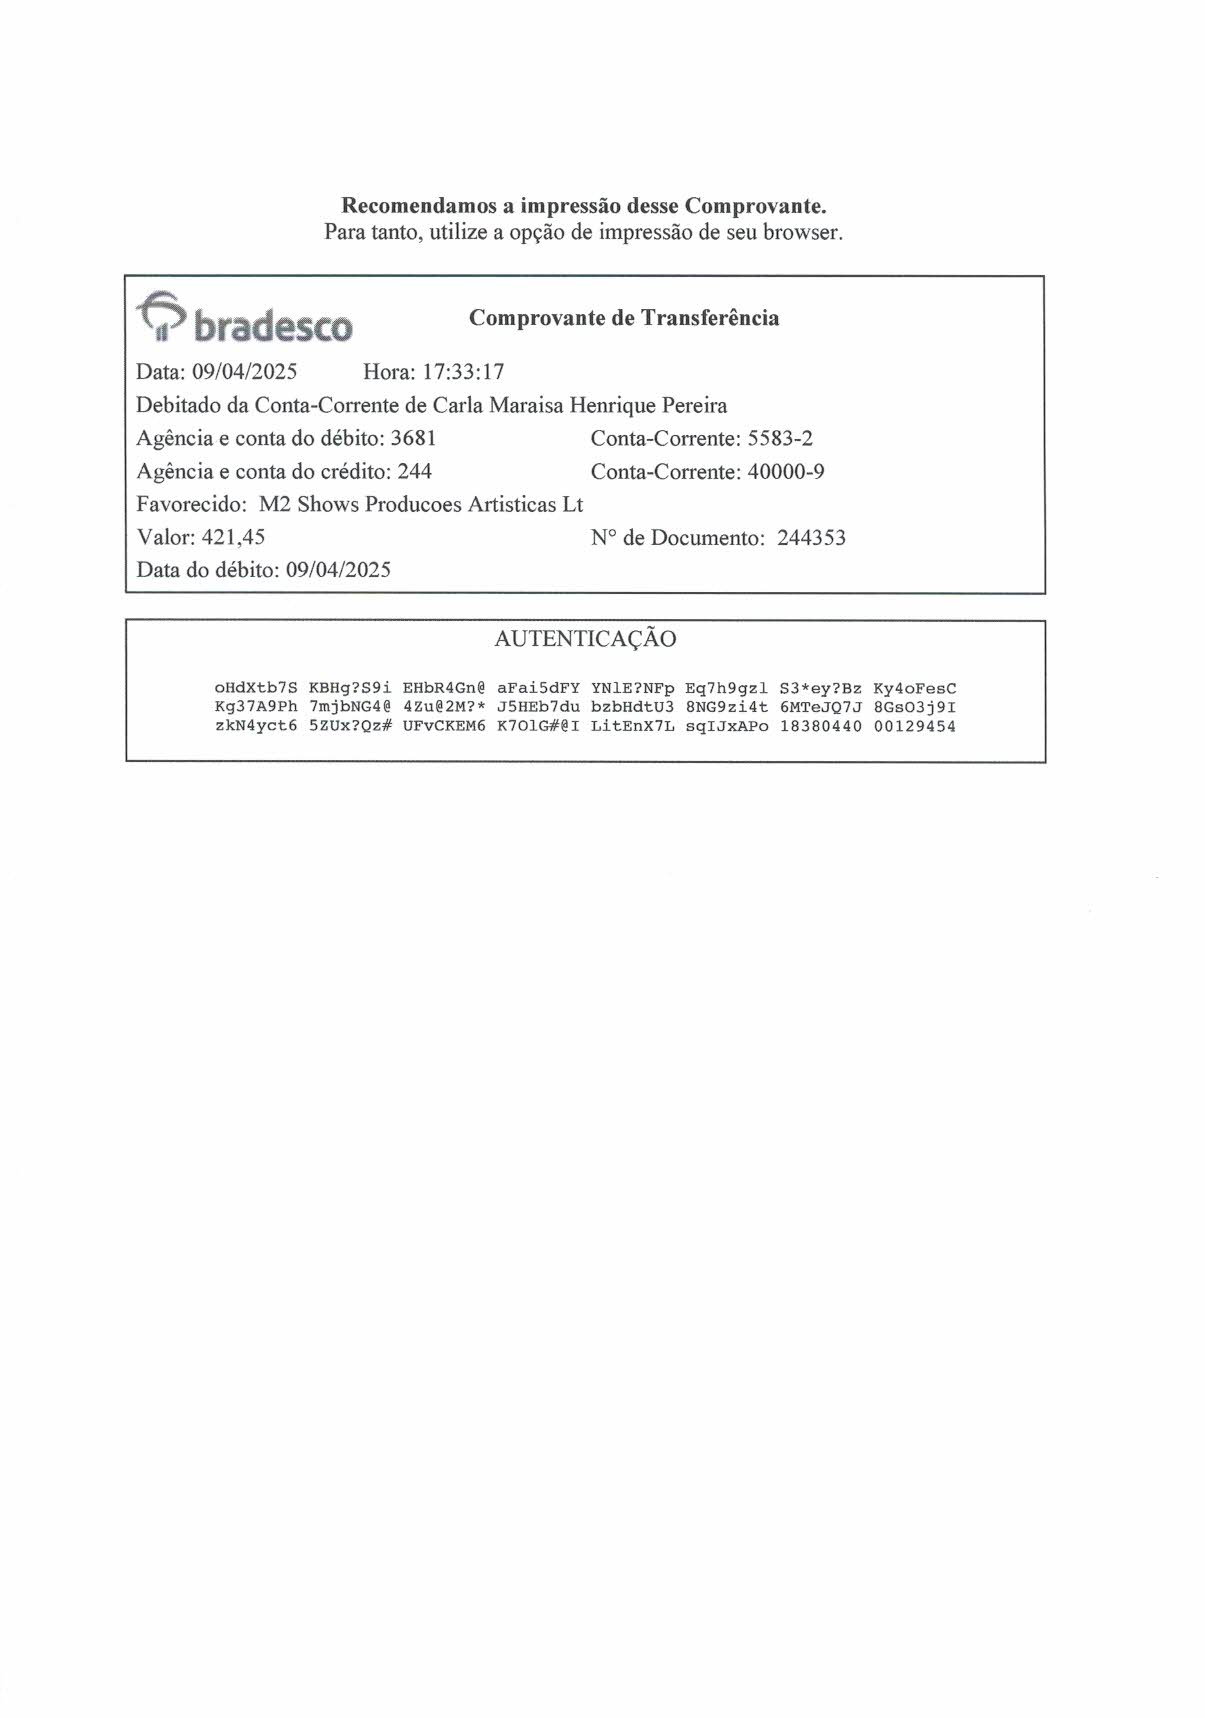 Recomendamos a impressão desse Comprovante.
Para tanto, utilize a opção de impressão de seu browser.
bradesco
Comprovante de Transferência
Data: 09/04/2025 Hora: 17:33:17
Debitado da Conta-Corrente de Carla Maraisa Henrique Pereira
Agência e conta do débito: 3681 Conta-Corrente: 5583-2
Agência e conta do crédito: 244 Conta-Corrente: 40000-9
Favorecido: M2 Shows Producoes Artisticas Lt
Valor: 421,45 N° de Documento: 244353
Data do débito: 09/04/2025
AUTENTICAÇÃO
oHdXtb7S KBHg?S9i EHbR4Gn@ aFai5dFY YNlE?NFp Eq7h9gzl S3*ey?Bz Ky4oFesC
Kg37A9Ph 7mjbNG4@ 4Zu@2M?* J5HEb7du bzbHdtU3 8NG9zi4t 6MTeJQ7J 8GsO3j9I
zkN4yct6 5ZUx?Qz# UFvCKEM6 K7OlG#@I LitEnX7L sqIJxAPo 18380440 00129454